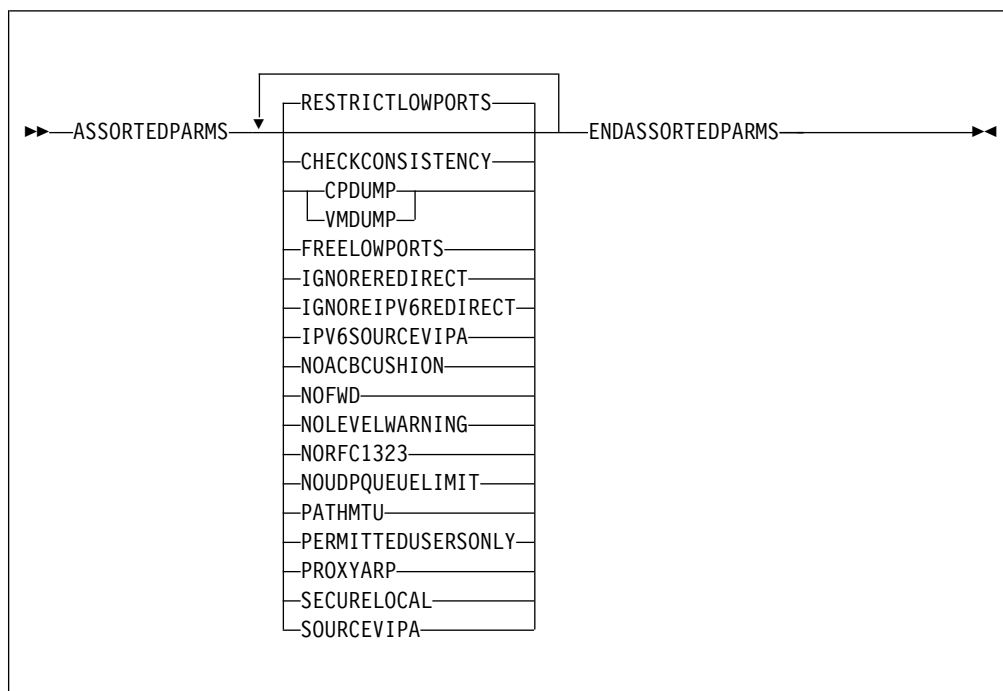 RESTRICTLOWPORTS
ASSORTEDPARMS ENDASSORTEDPARMS
CHECKCONSISTENCY
CPDUMP
VMDUMP
FREELOWPORTS
IGNOREREDIRECT
IGNOREIPV6REDIRECT
IPV6SOURCEVIPA
NOACBCUSHION
NOFWD
NOLEVELWARNING
NORFC1323
NOUDPQUEUELIMIT
PATHMTU
PERMITTEDUSERSONLY
PROXYARP
SECURELOCAL
SOURCEVIPA